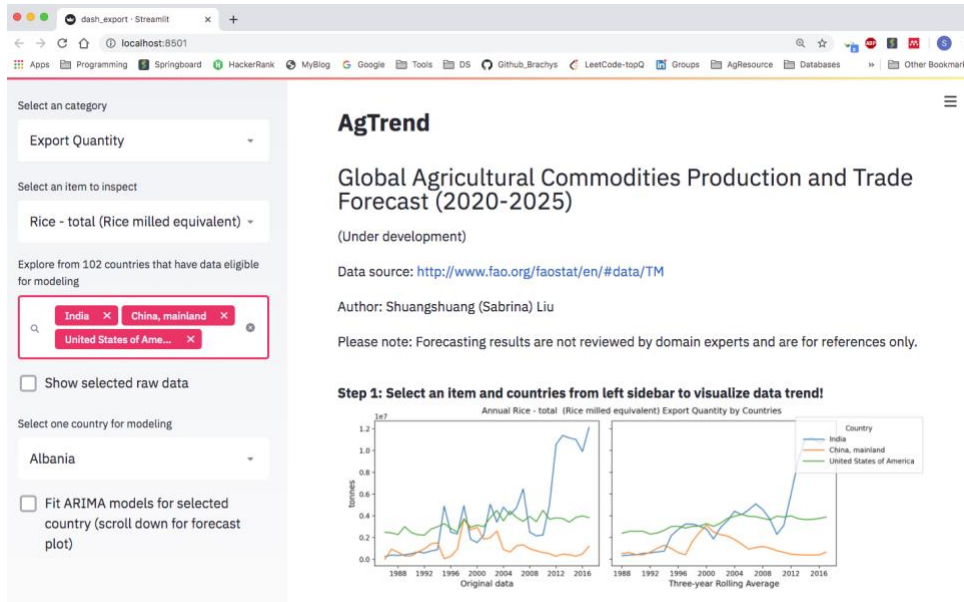 dash_export · Streamlit
localhost:8501
Apps Programming Springboard HackerRank MyBlog Google Tools DS Github_Brachys LeetCode-topQ Groups AgResource Databases » Other Bookmar
Select an category
Export Quantity
Select an item to inspect
Rice - total (Rice milled equivalent)
Explore from 102 countries that have data eligible
for modeling
India × China, mainland ×
United States of Ame... ×
Show selected raw data
Select one country for modeling
Albania
Fit ARIMA models for selected
country (scroll down for forecast
plot)
AgTrend
Global Agricultural Commodities Production and Trade
Forecast (2020-2025)
(Under development)
Data source: http://www.fao.org/faostat/en/#data/TM
Author: Shuangshuang (Sabrina) Liu
Please note: Forecasting results are not reviewed by domain experts and are for references only.
Step 1: Select an item and countries from left sidebar to visualize data trend!
Annual Rice - total (Rice milled equivalent) Export Quantity by Countries
1e7
1.2
1.0
0.8
0.6
0.4
0.2
0.0
tonnes
1988 1992 1996 2000 2004 2008 2012 2016
Original data
Country
India
China, mainland
United States of America
1988 1992 1996 2000 2004 2008 2012 2016
Three-year Rolling Average